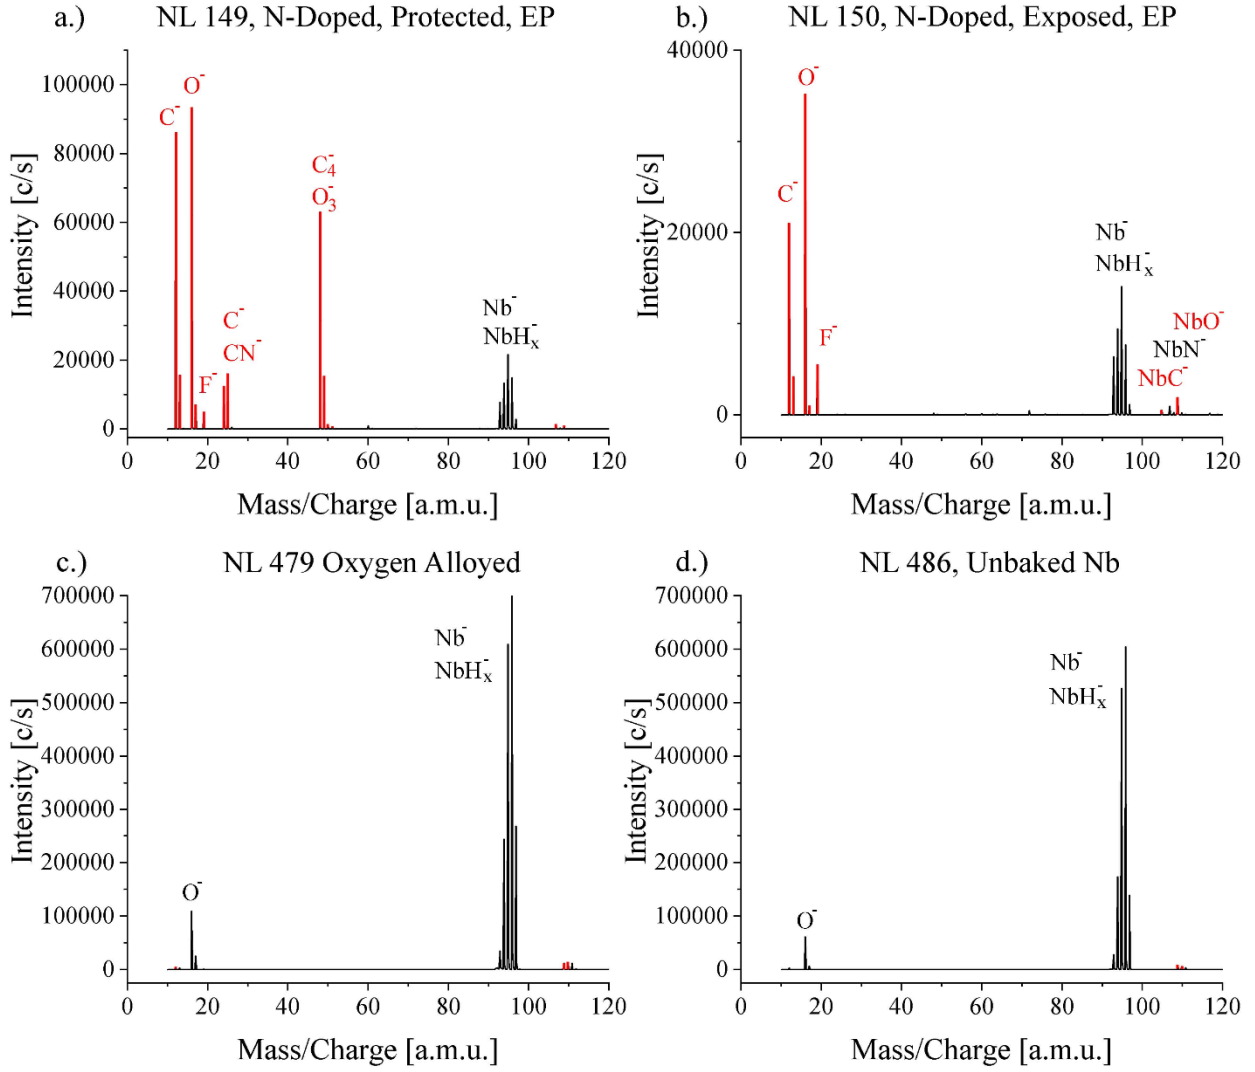 a.)
NL 149, N-Doped, Protected, EP
100000
80000
60000
40000
20000
0
Intensity [c/s]
C⁻
O⁻
F⁻
C⁻
CN⁻
C₄⁻
O₃⁻
Nb⁻
NbHₓ⁻
0 20 40 60 80 100 120
Mass/Charge [a.m.u.]
b.)
NL 150, N-Doped, Exposed, EP
40000
20000
0
Intensity [c/s]
C⁻
O⁻
F⁻
Nb⁻
NbHₓ⁻
NbO⁻
NbN⁻
NbC⁻
0 20 40 60 80 100 120
Mass/Charge [a.m.u.]
c.)
NL 479 Oxygen Alloyed
700000
600000
500000
400000
300000
200000
100000
0
Intensity [c/s]
O⁻
Nb⁻
NbHₓ⁻
0 20 40 60 80 100 120
Mass/Charge [a.m.u.]
d.)
NL 486, Unbaked Nb
700000
600000
500000
400000
300000
200000
100000
0
Intensity [c/s]
O⁻
Nb⁻
NbHₓ⁻
0 20 40 60 80 100 120
Mass/Charge [a.m.u.]